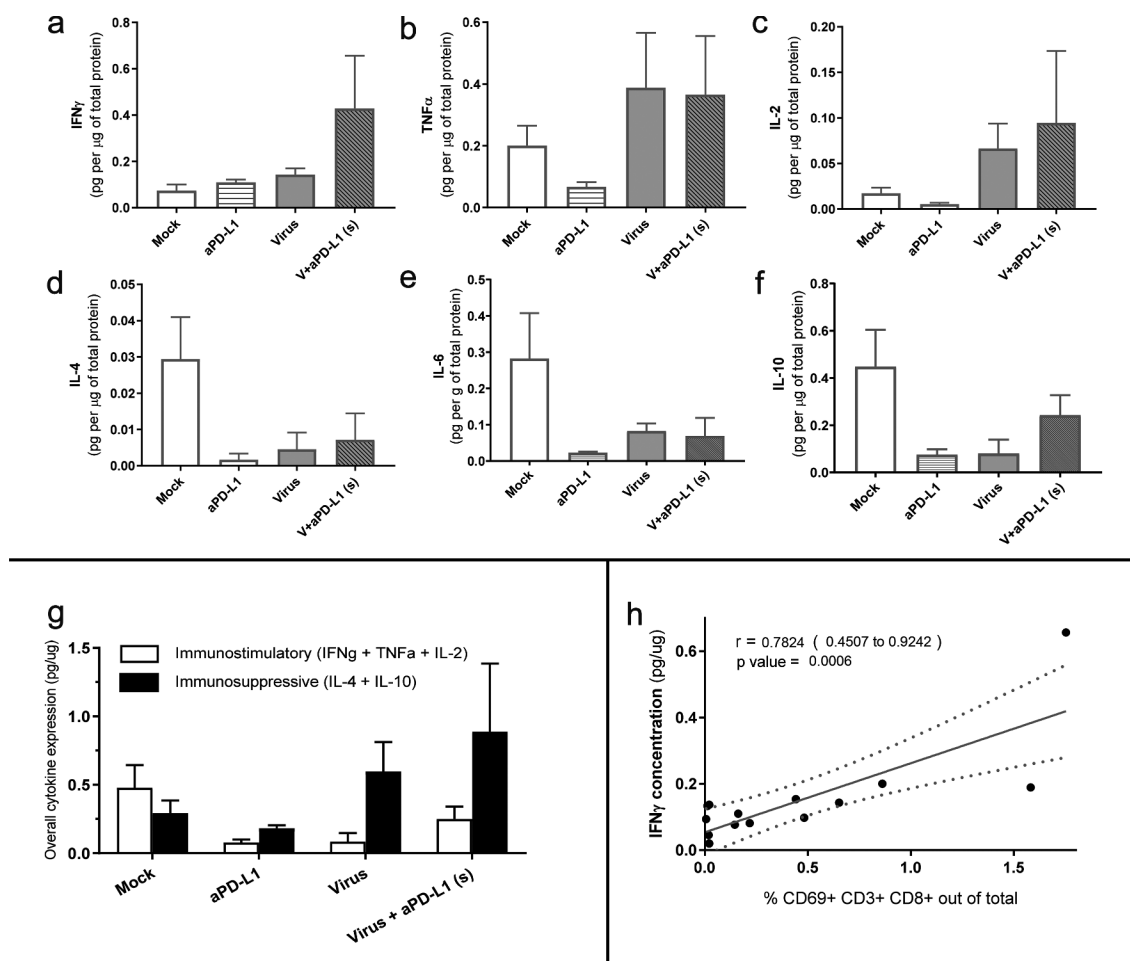 a
IFNγ
(pg per μg of total protein)
0.8
0.6
0.4
0.2
0.0
Mock
aPD-L1
Virus
V+aPD-L1 (s)
b
TNFα
(pg per μg of total protein)
0.6
0.4
0.2
0.0
Mock
aPD-L1
Virus
V+aPD-L1 (s)
c
IL-2
(pg per μg of total protein)
0.20
0.15
0.10
0.05
0.00
Mock
aPD-L1
Virus
V+aPD-L1 (s)
d
IL-4
(pg per μg of total protein)
0.05
0.04
0.03
0.02
0.01
0.00
Mock
aPD-L1
Virus
V+aPD-L1 (s)
e
IL-6
(pg per g of total protein)
0.5
0.4
0.3
0.2
0.1
0.0
Mock
aPD-L1
Virus
V+aPD-L1 (s)
f
IL-10
(pg per μg of total protein)
0.8
0.6
0.4
0.2
0.0
Mock
aPD-L1
Virus
V+aPD-L1 (s)
g
Overall cytokine expression (pg/ug)
1.5
1.0
0.5
0.0
Immunostimulatory (IFNg + TNFa + IL-2)
Immunosuppressive (IL-4 + IL-10)
Mock
aPD-L1
Virus
Virus + aPD-L1 (s)
h
r = 0.7824 ( 0.4507 to 0.9242 )
p value = 0.0006
IFNγ concentration (pg/ug)
0.6
0.4
0.2
0.0
0.0
0.5
1.0
1.5
% CD69+ CD3+ CD8+ out of total